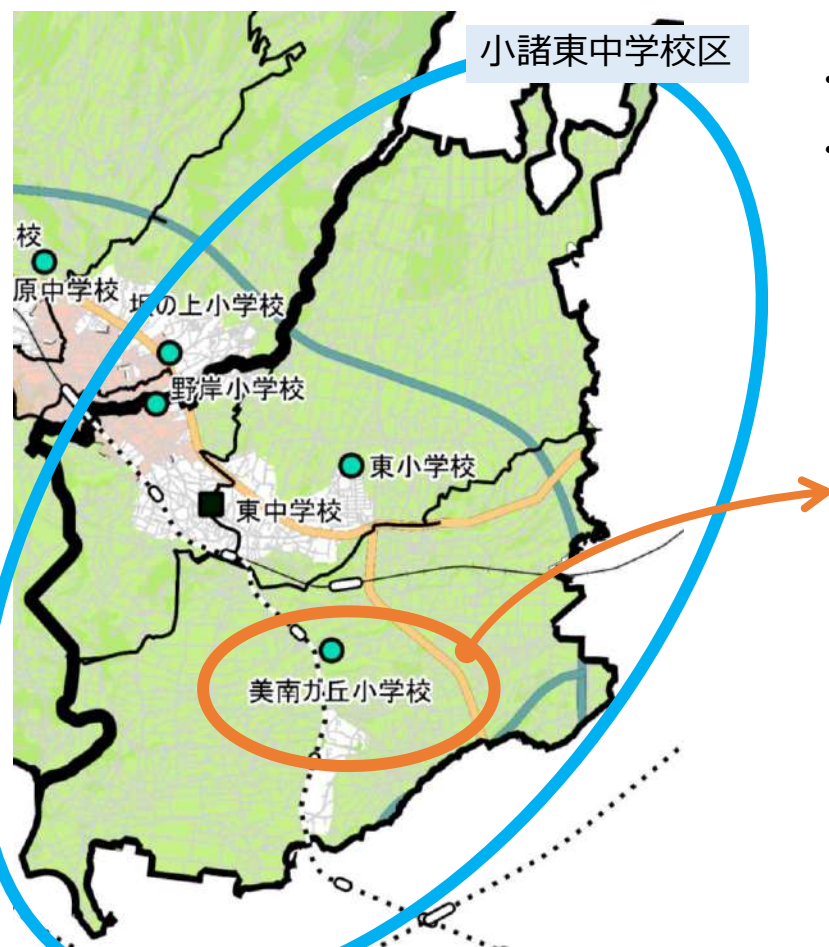 小諸東中学校区
校
原中学校
坂の上小学校
野岸小学校
東小学校
東中学校
美南ガ丘小学校